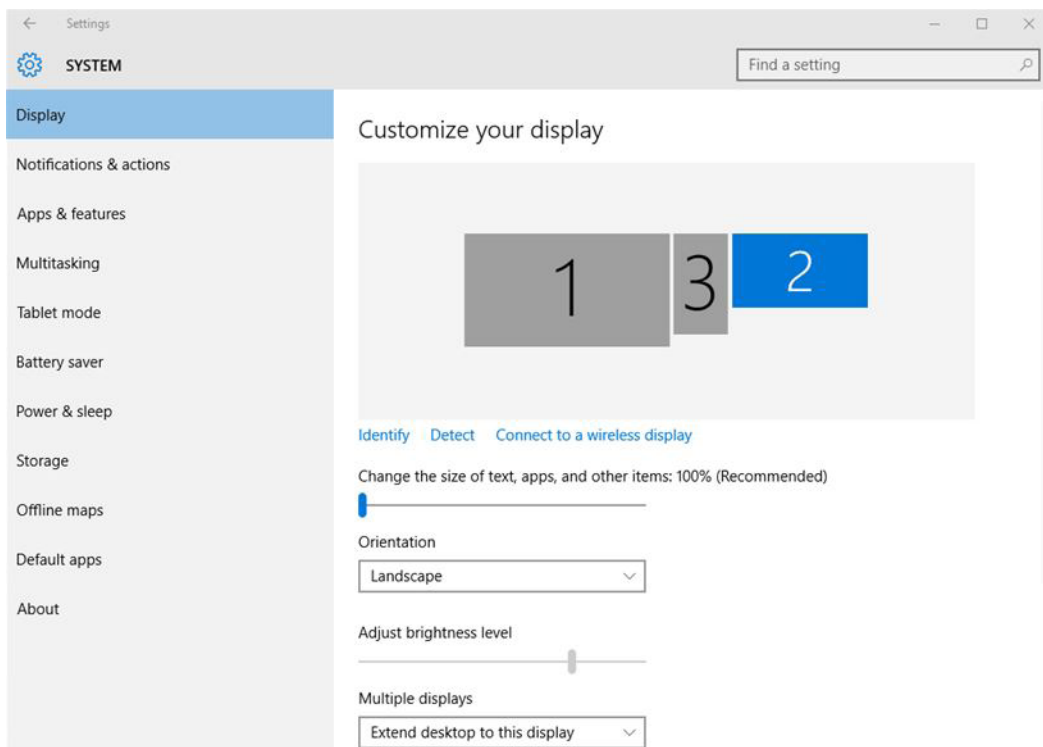 Settings
SYSTEM
Find a setting
Display
Notifications & actions
Apps & features
Multitasking
Tablet mode
Battery saver
Power & sleep
Storage
Offline maps
Default apps
About
Customize your display
1 3 2
Identify Detect Connect to a wireless display
Change the size of text, apps, and other items: 100% (Recommended)
Orientation
Landscape
Adjust brightness level
Multiple displays
Extend desktop to this display